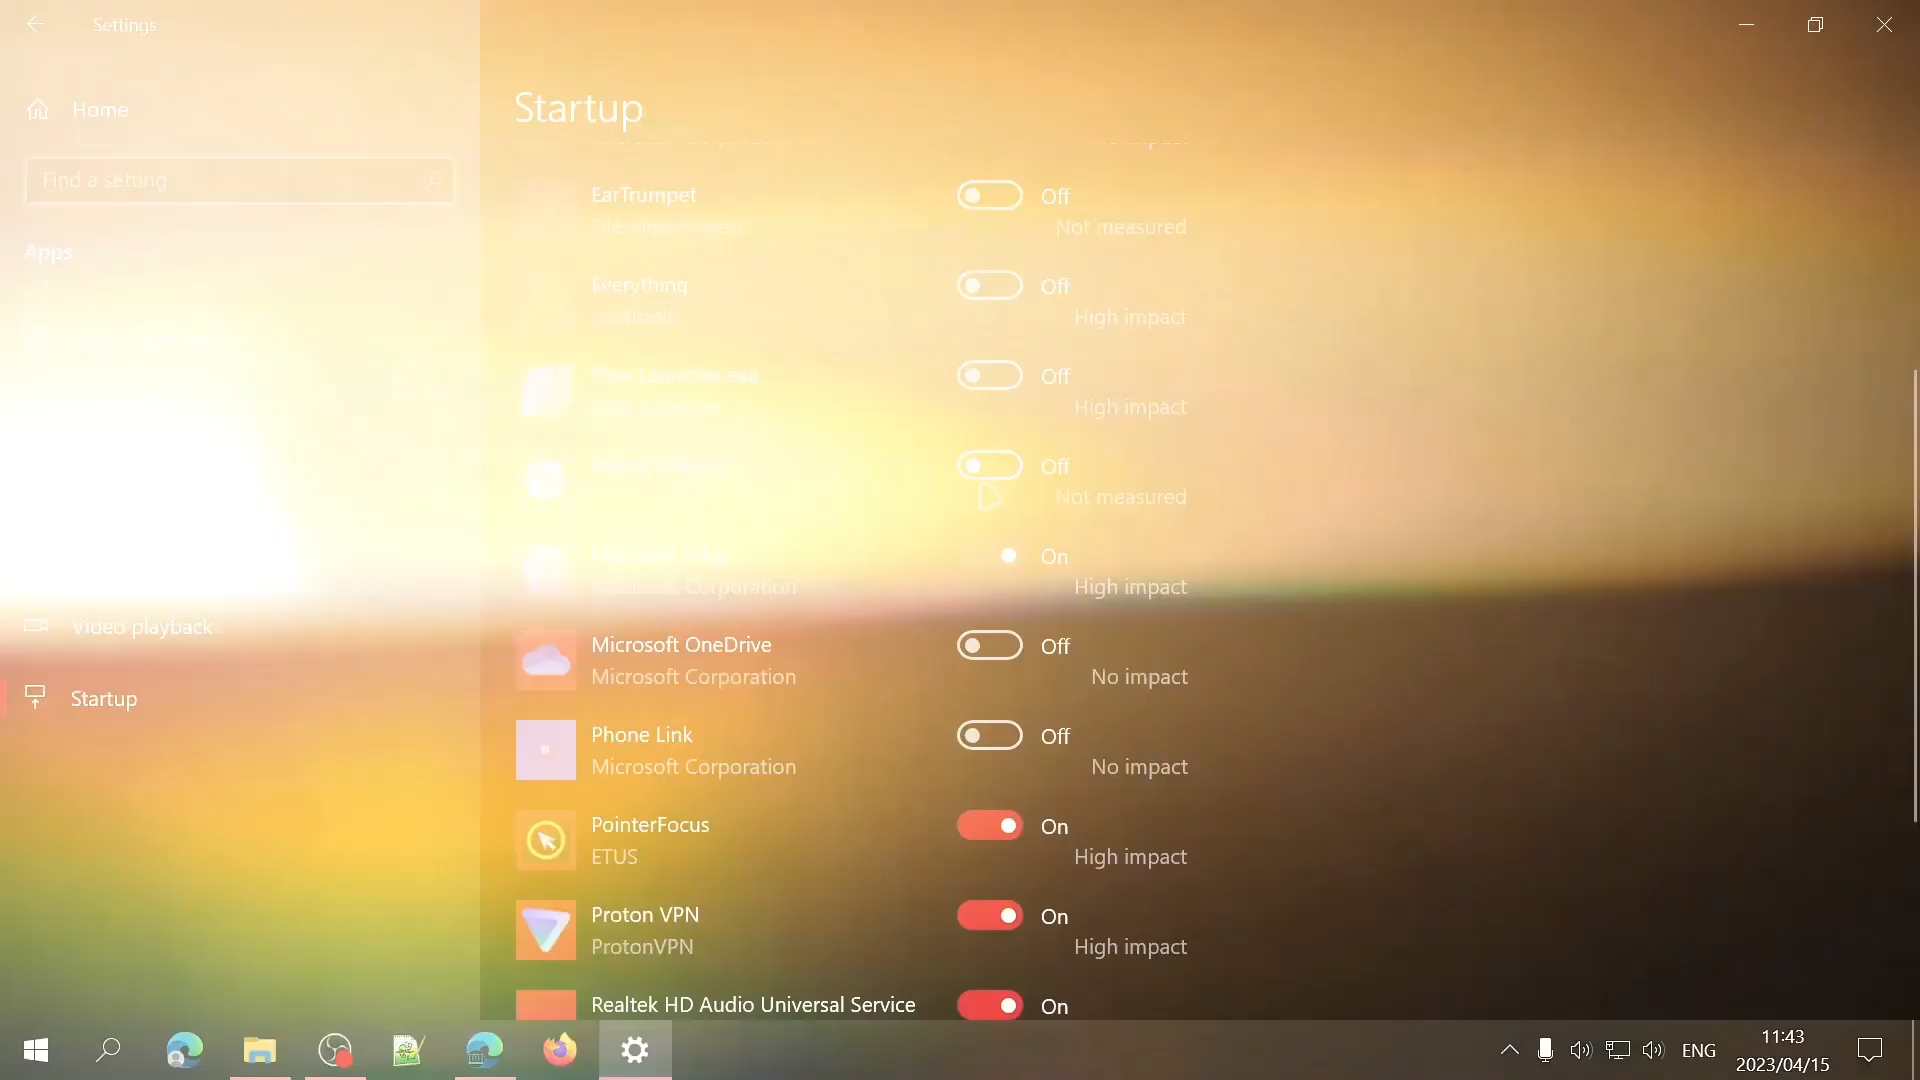 Settings
Home
Find a setting
Apps
Video playback
Startup
Startup
EarTrumpet
Off
Not measured
Everything
voidtools
Off
High impact
Off
High impact
Off
Not measured
On
Corporation
High impact
Microsoft OneDrive
Off
Microsoft Corporation
No impact
Phone Link
Off
Microsoft Corporation
No impact
PointerFocus
On
ETUS
High impact
Proton VPN
On
ProtonVPN
High impact
Realtek HD Audio Universal Service
On
ENG
11:43
2023/04/15